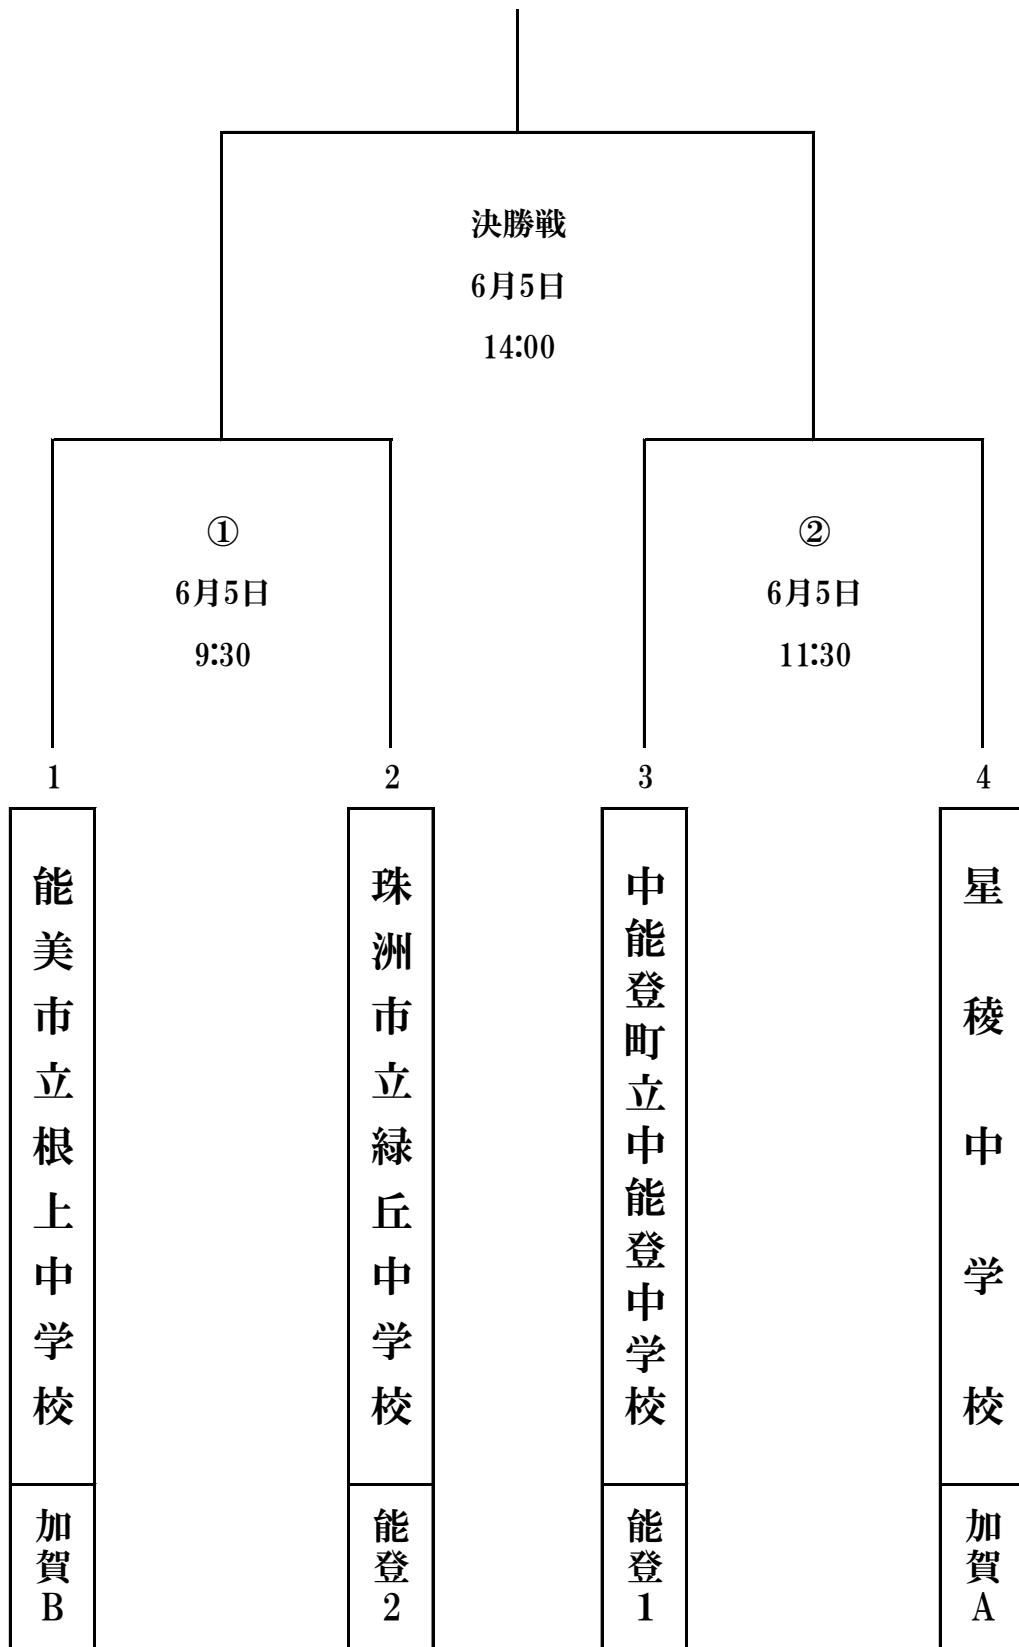 決勝戦
6月5日
14:00
①
6月5日
9:30
②
6月5日
11:30
1
2
3
4
能美市立根上中学校
珠洲市立緑丘中学校
中能登町立中能登中学校
星稜中学校
加賀B
能登2
能登1
加賀A